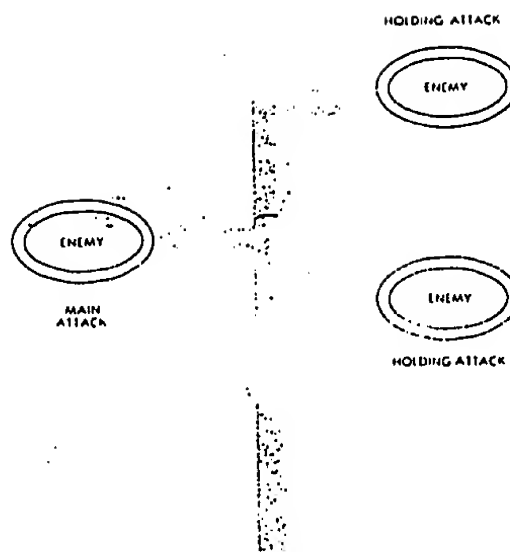 HOLDING ATTACK
ENEMY
ENEMY
MAIN
ATTACK
ENEMY
HOLDING ATTACK